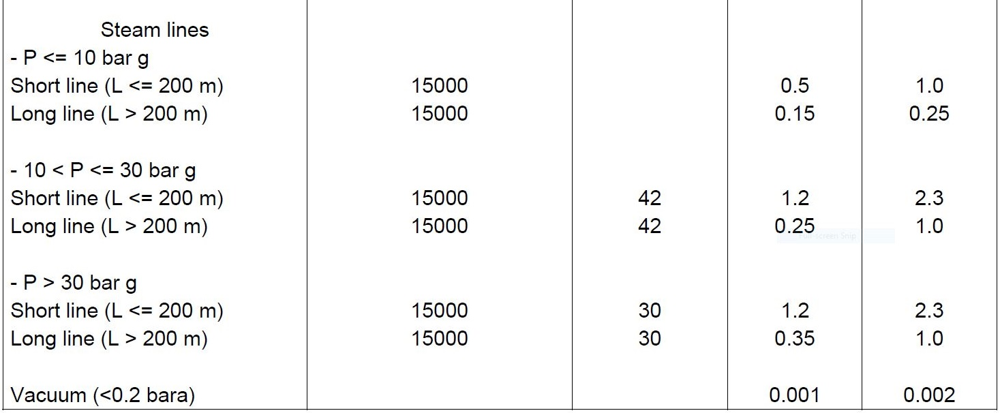 Steam lines
- P <= 10 bar g
Short line (L <= 200 m) 15000 0.5 1.0
Long line (L > 200 m) 15000 0.15 0.25
- 10 < P <= 30 bar g
Short line (L <= 200 m) 15000 42 1.2 2.3
Long line (L > 200 m) 15000 42 0.25 1.0
Full-screen Snip
- P > 30 bar g
Short line (L <= 200 m) 15000 30 1.2 2.3
Long line (L > 200 m) 15000 30 0.35 1.0
Vacuum (<0.2 bara) 0.001 0.002